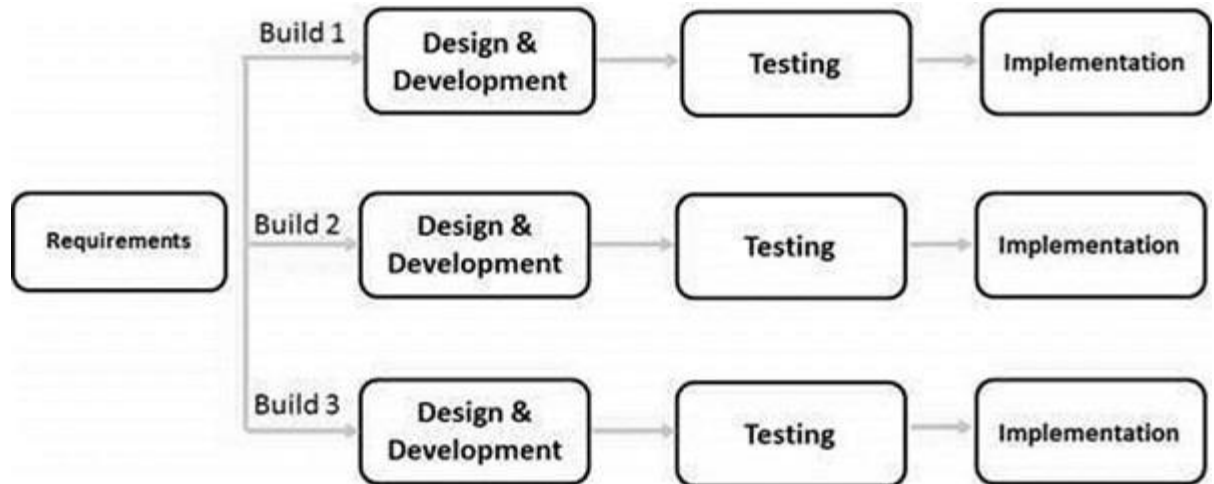 Build 1
Design &
Development
Testing
Implementation
Requirements
Build 2
Design &
Development
Testing
Implementation
Build 3
Design &
Development
Testing
Implementation